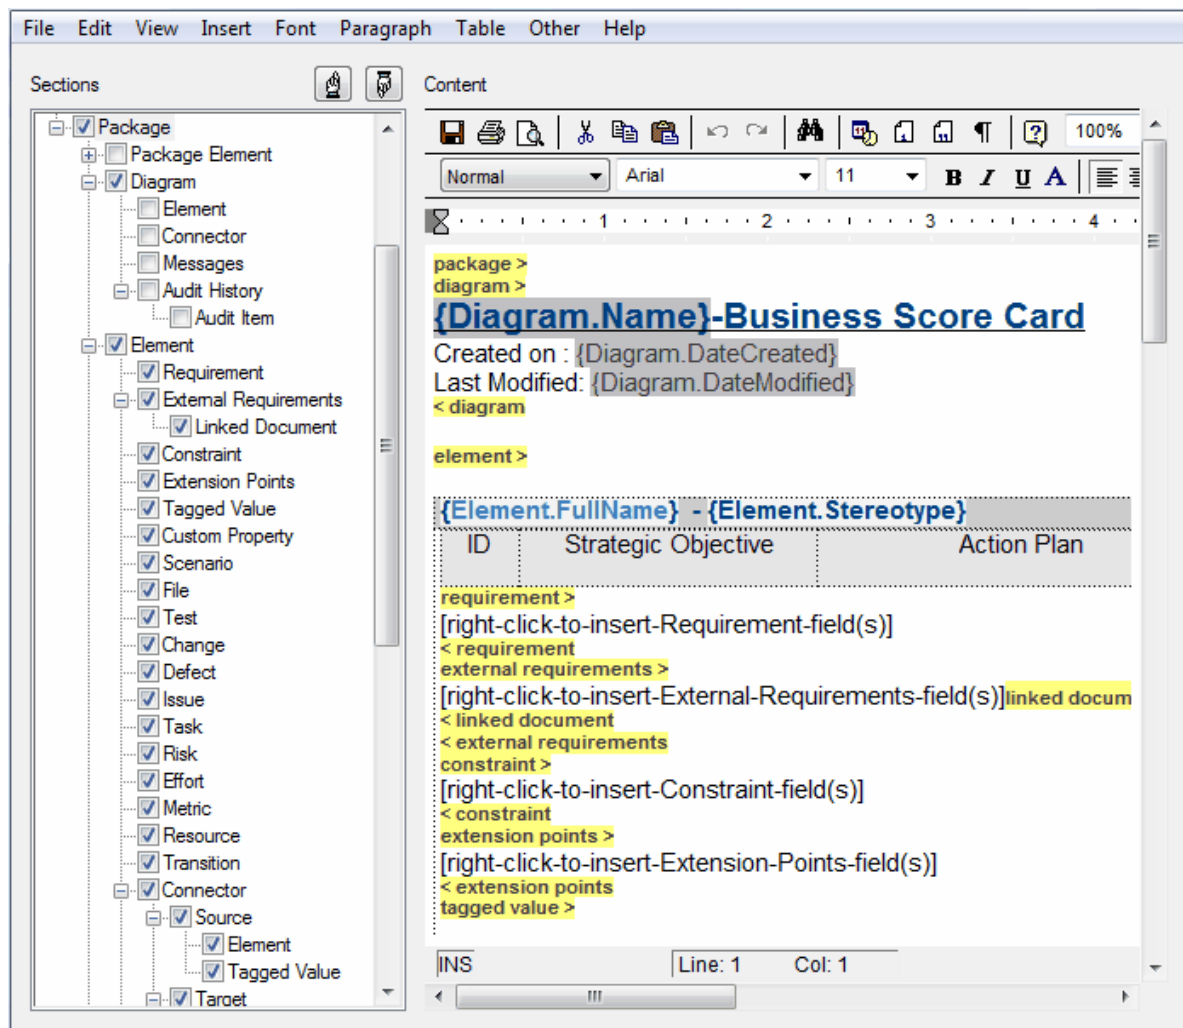 File Edit View Insert Font Paragraph Table Other Help
Sections
Package
Package Element
Diagram
Element
Connector
Messages
Audit History
Audit Item
Element
Requirement
External Requirements
Linked Document
Constraint
Extension Points
Tagged Value
Custom Property
Scenario
File
Test
Change
Defect
Issue
Task
Risk
Effort
Metric
Resource
Transition
Connector
Source
Element
Tagged Value
Target
Content
100%
Normal Arial 11 B I U A
1 2 3 4
package >
diagram >
{Diagram.Name}-Business Score Card
Created on : {Diagram.DateCreated}
Last Modified: {Diagram.DateModified}
< diagram
element >
{Element.FullName} - {Element.Stereotype}
ID Strategic Objective Action Plan
requirement >
[right-click-to-insert-Requirement-field(s)]
< requirement
external requirements >
[right-click-to-insert-External-Requirements-field(s)]linked docum
< linked document
< external requirements
constraint >
[right-click-to-insert-Constraint-field(s)]
< constraint
extension points >
[right-click-to-insert-Extension-Points-field(s)]
< extension points
tagged value >
INS Line: 1 Col: 1